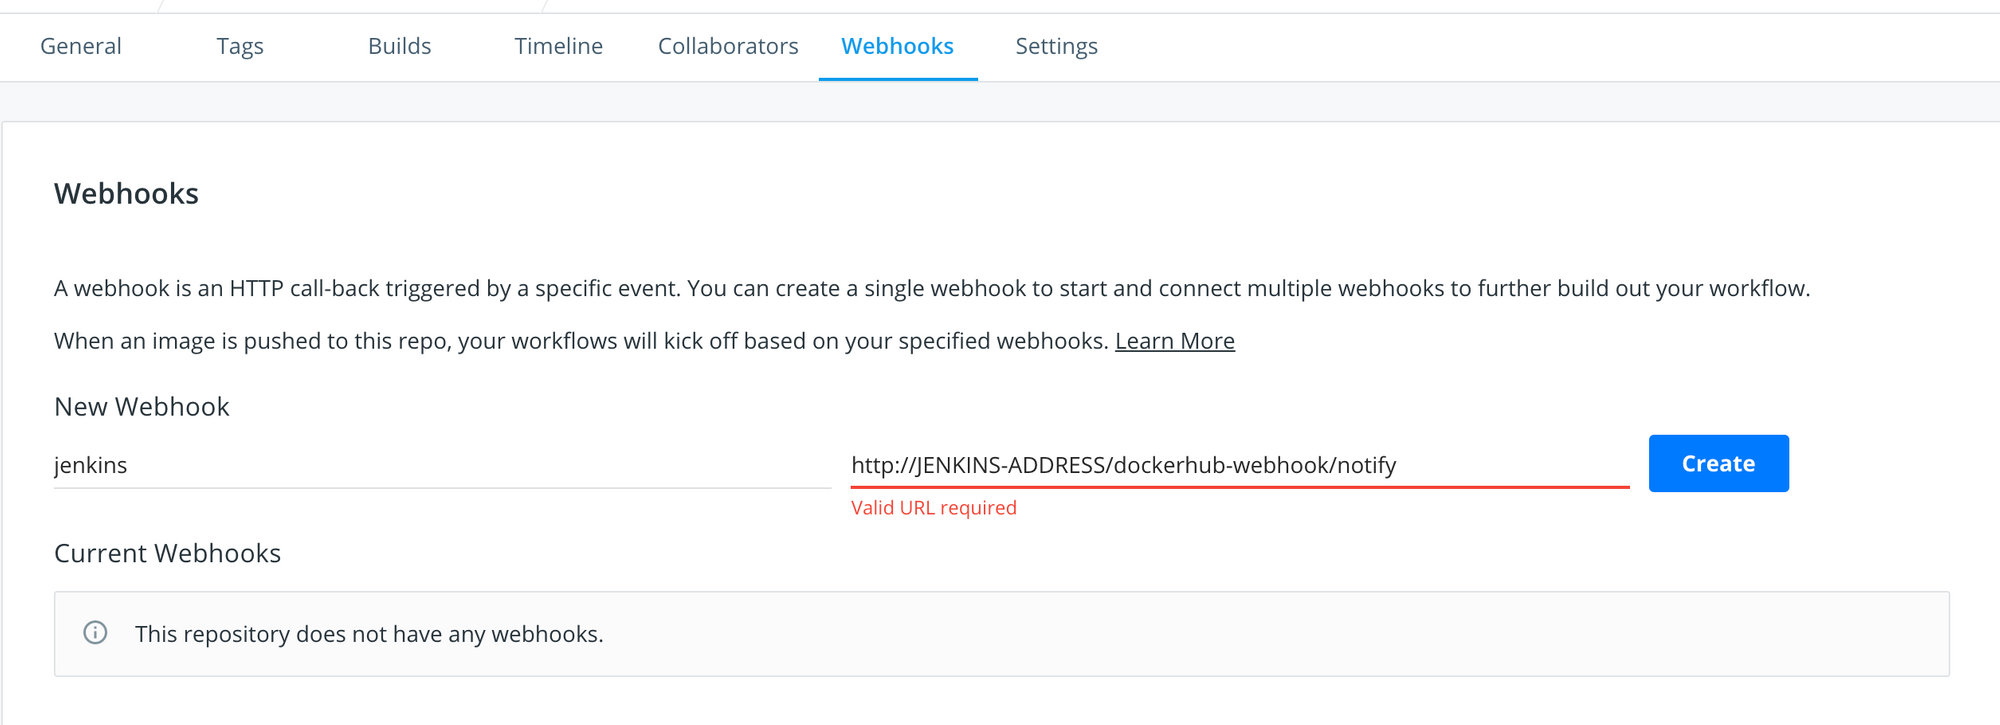 General Tags Builds Timeline Collaborators Webhooks Settings
Webhooks
A webhook is an HTTP call-back triggered by a specific event. You can create a single webhook to start and connect multiple webhooks to further build out your workflow.
When an image is pushed to this repo, your workflows will kick off based on your specified webhooks. Learn More
New Webhook
jenkins http://JENKINS-ADDRESS/dockerhub-webhook/notify Create
Valid URL required
Current Webhooks
This repository does not have any webhooks.